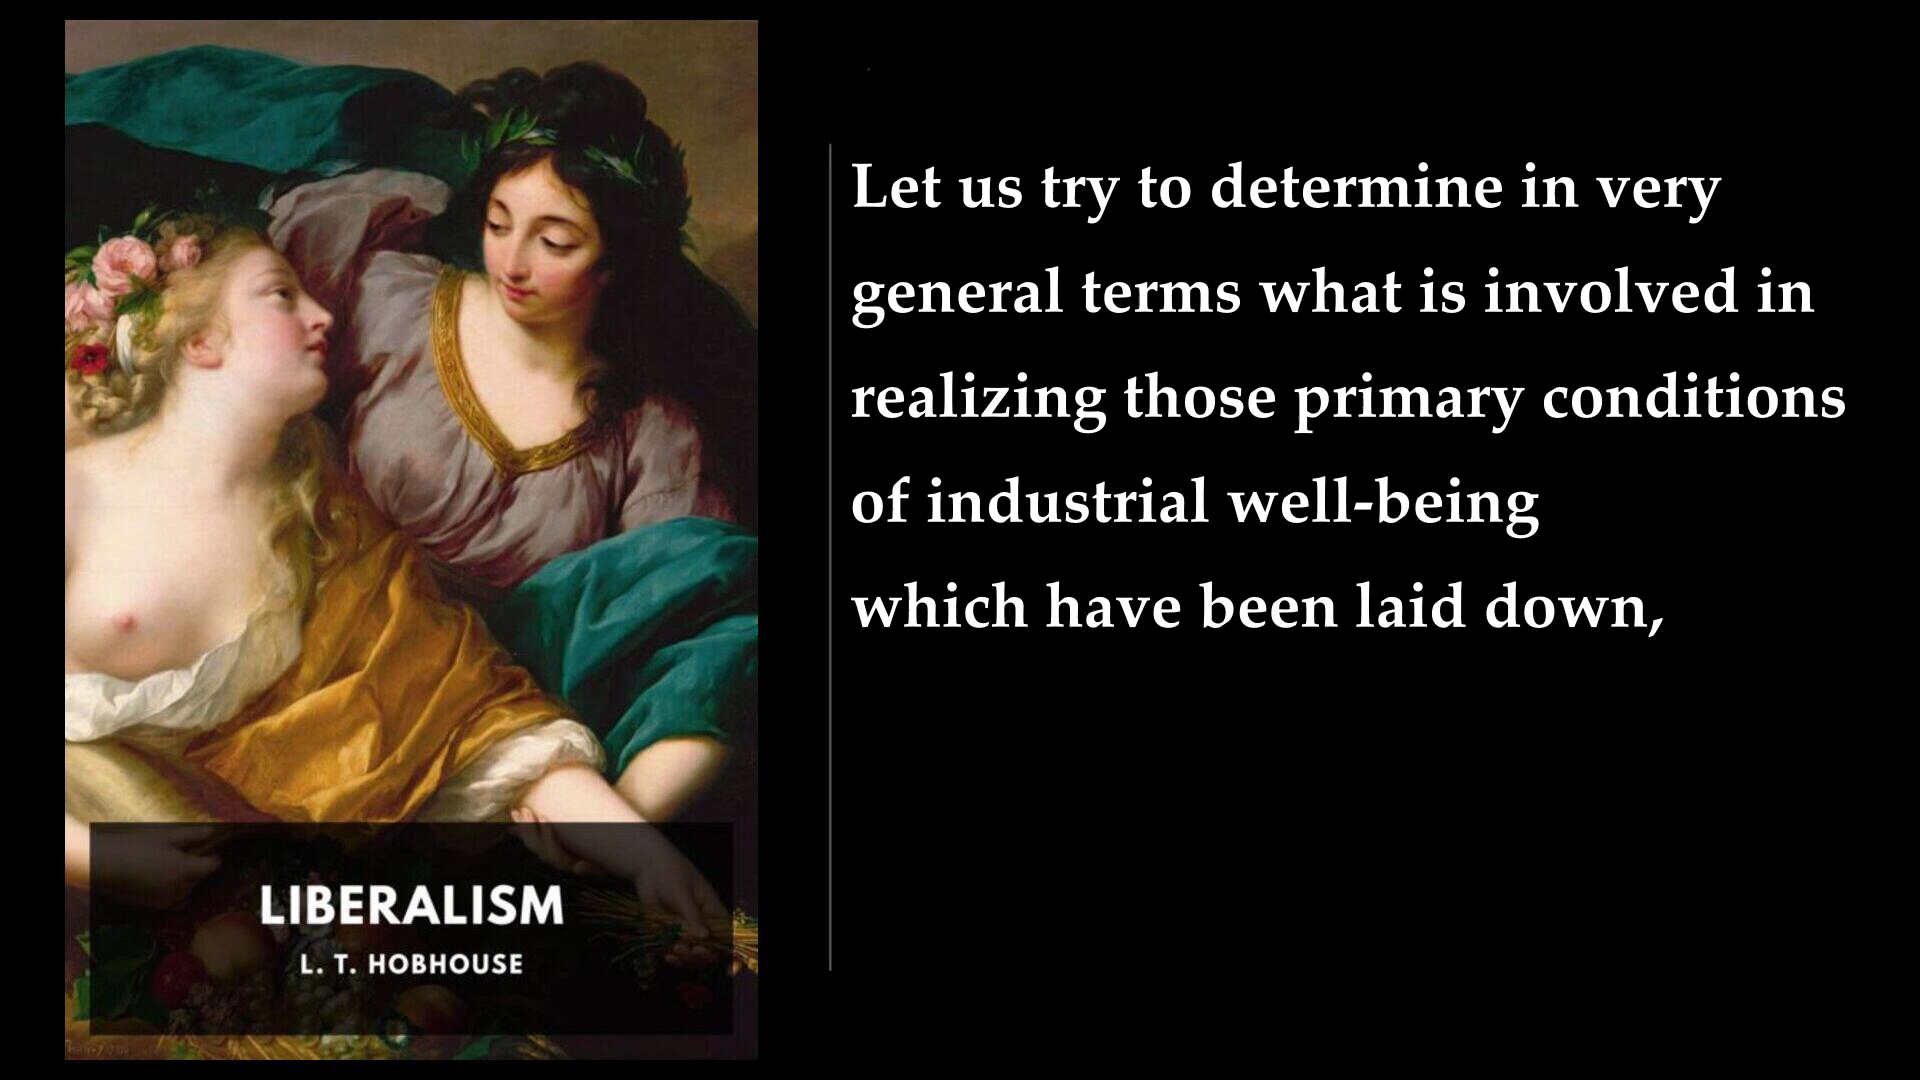 Let us try to determine in very
general terms what is involved in
realizing those primary conditions
of industrial well-being
which have been laid down,
LIBERALISM
L. T. HOBHOUSE